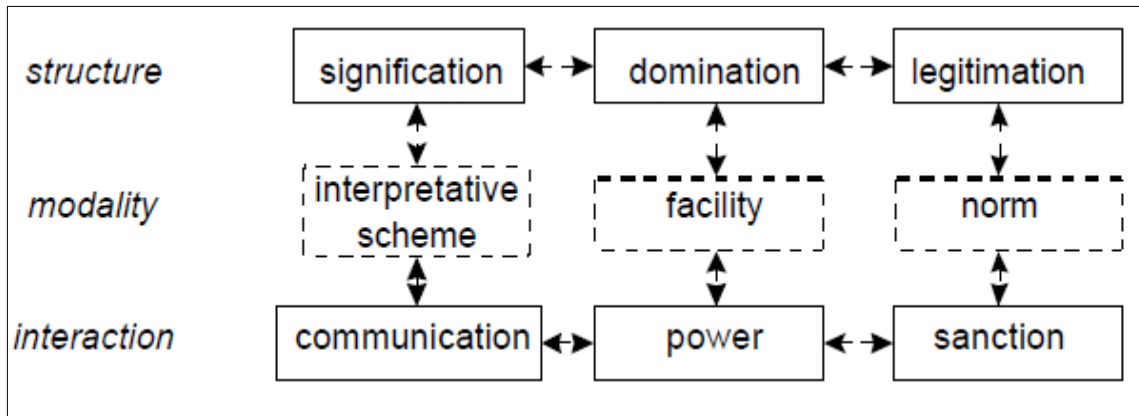 structure signification domination legitimation
modality interpretative scheme facility norm
interaction communication power sanction